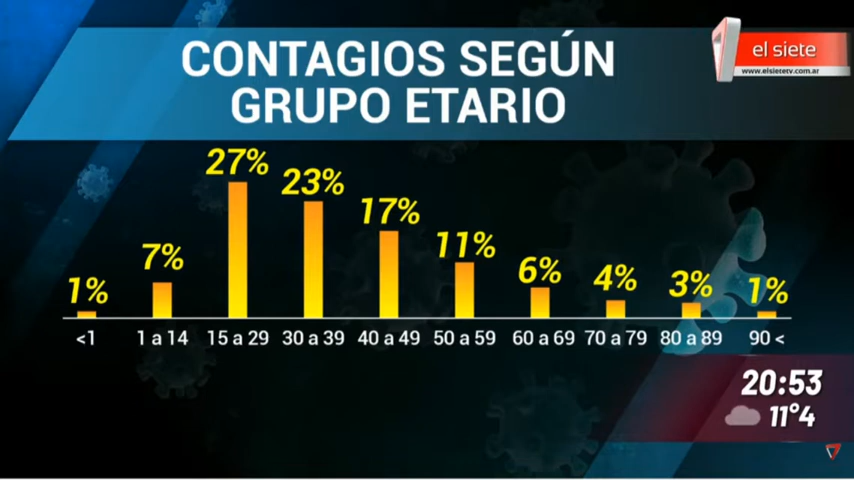 CONTAGIOS SEGÚN
GRUPO ETARIO
el siete
www.elsietetv.com.ar
1% 7% 27% 23% 17% 11% 6% 4% 3% 1%
<1 1 a 14 15 a 29 30 a 39 40 a 49 50 a 59 60 a 69 70 a 79 80 a 89 90 <
20:53
11°4